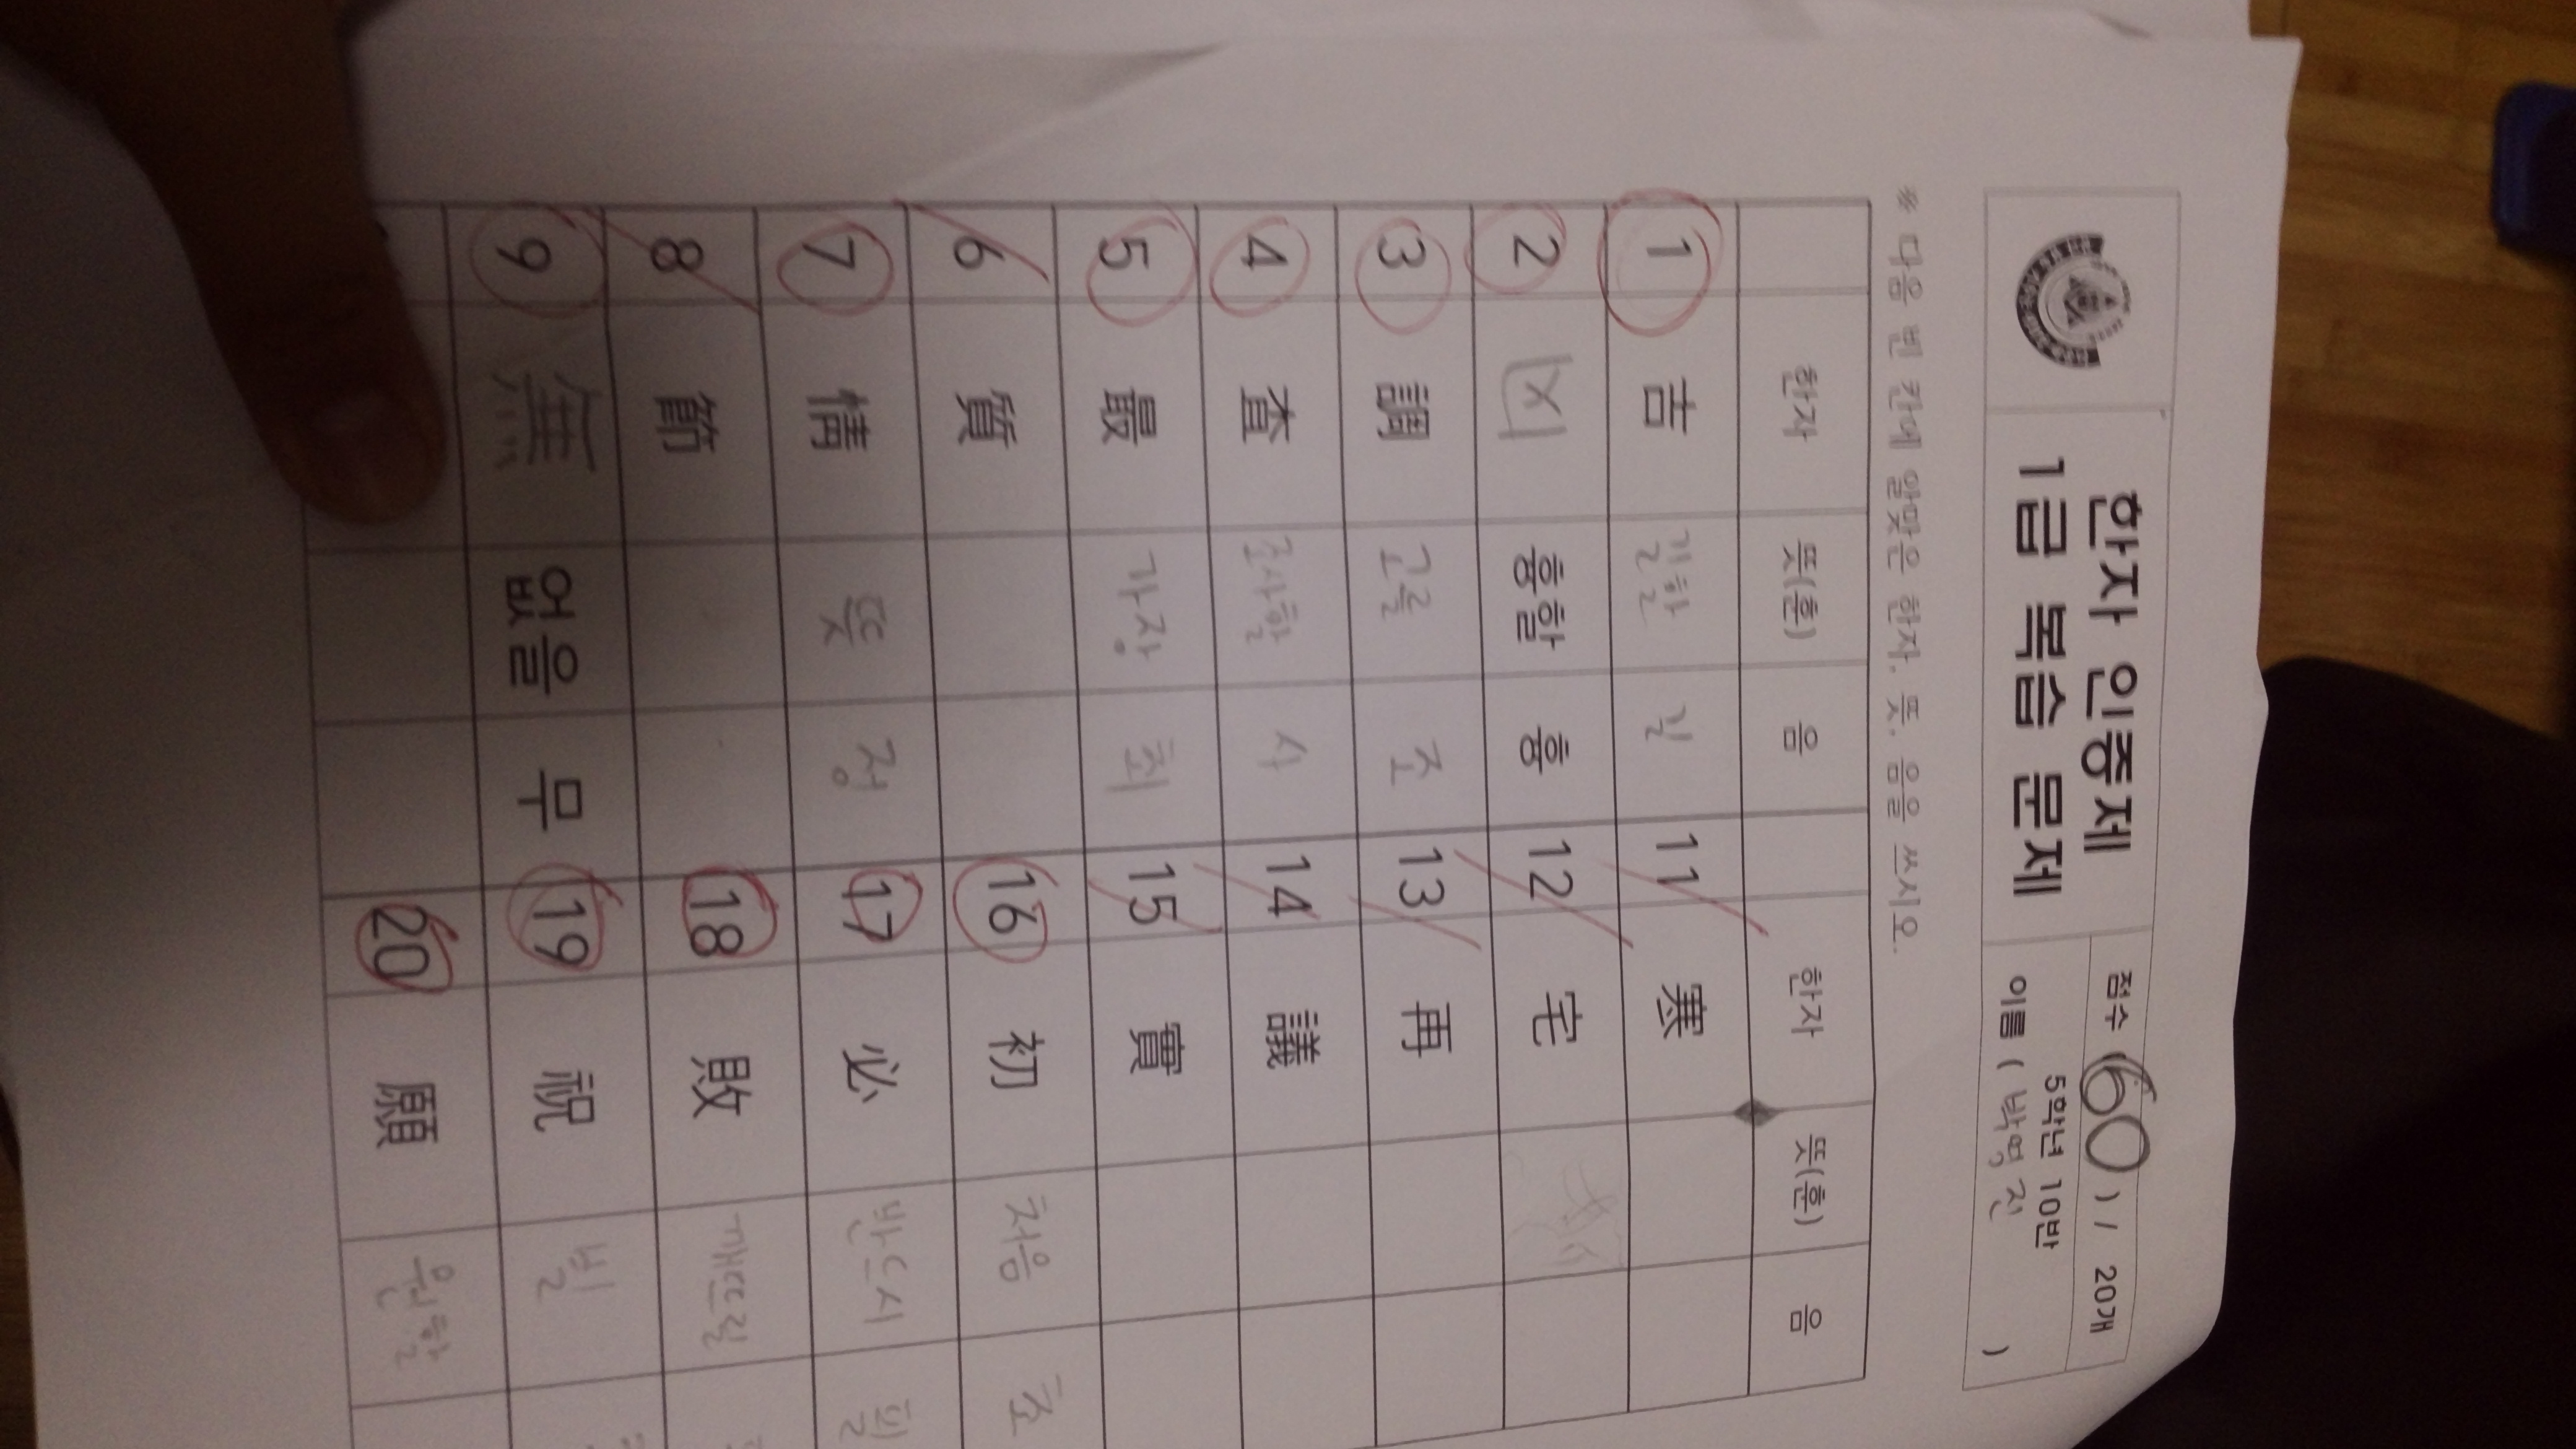 한자 인증제
1급 복습 문제
점수 ( 60 ) / 20개
5학년 10반
이름 ( 박영진 )
※ 다음 빈 칸에 알맞은 한자, 뜻, 음을 쓰시오.
한자 뜻(훈) 음 한자 뜻(훈) 음
1 吉 길할 길 11 寒
2 凶 흉할 흉 12 宅
3 調 고를 조 13 再
4 査 조사할 사 14 議
5 最 가장 최 15 實
6 質 16 初 처음 초
7 情 뜻 정 17 必 반드시 필
8 節 18 敗 깨뜨릴
9 無 없을 무 19 祝 빌
20 願 원할